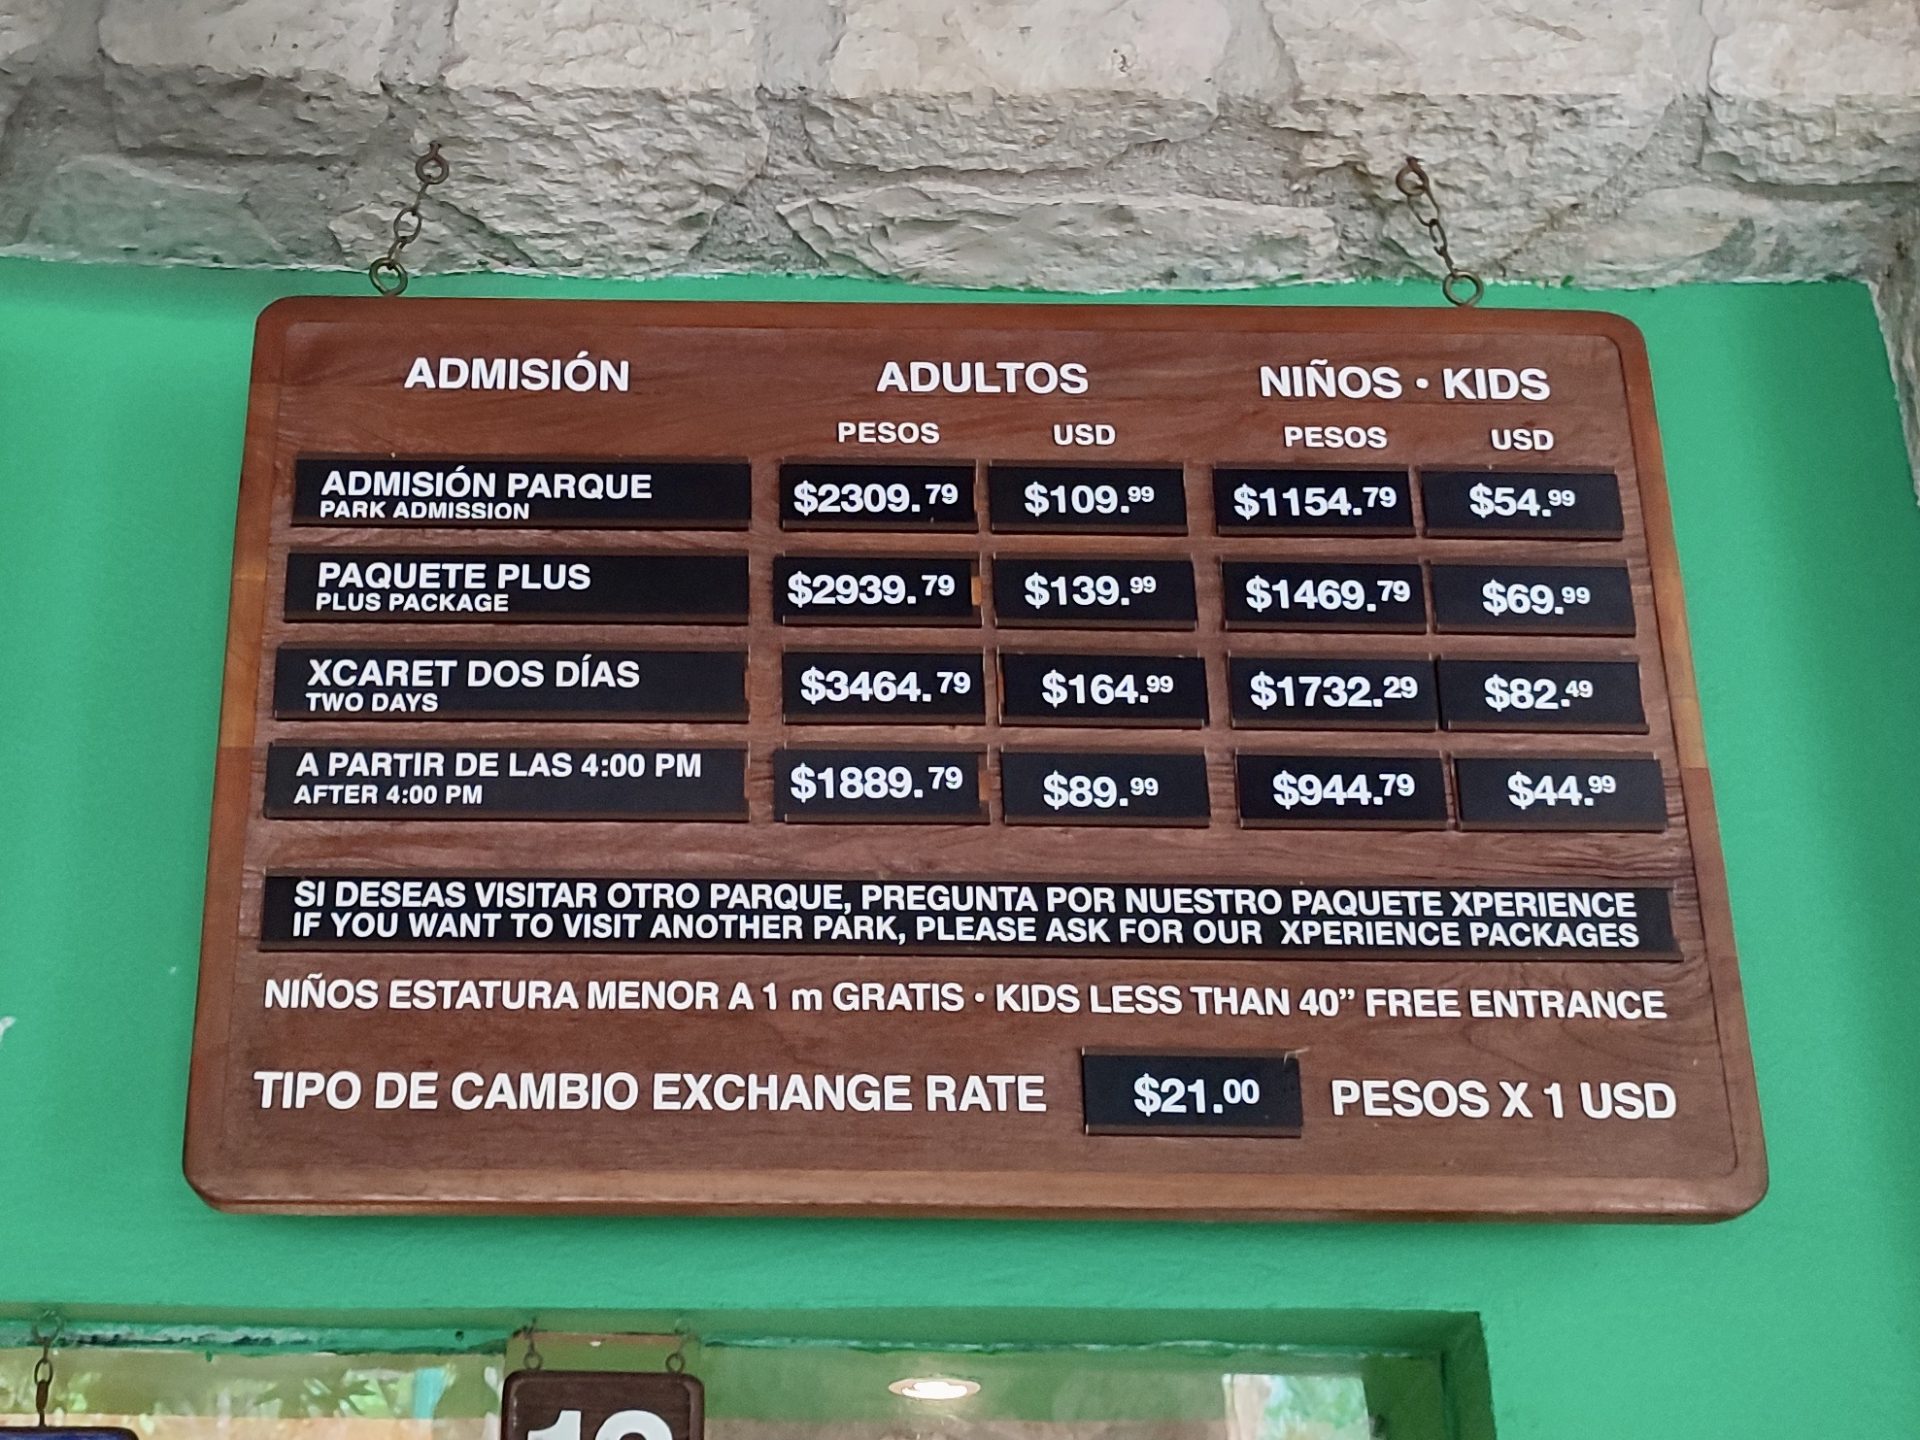 ADMISIÓN ADULTOS NIÑOS • KIDS
PESOS USD PESOS USD
ADMISIÓN PARQUE $2309.79 $109.99 $1154.79 $54.99
PARK ADMISSION
PAQUETE PLUS $2939.79 $139.99 $1469.79 $69.99
PLUS PACKAGE
XCARET DOS DÍAS $3464.79 $164.99 $1732.29 $82.49
TWO DAYS
A PARTIR DE LAS 4:00 PM $1889.79 $89.99 $944.79 $44.99
AFTER 4:00 PM
SI DESEAS VISITAR OTRO PARQUE, PREGUNTA POR NUESTRO PAQUETE XPERIENCE
IF YOU WANT TO VISIT ANOTHER PARK, PLEASE ASK FOR OUR XPERIENCE PACKAGES
NIÑOS ESTATURA MENOR A 1 m GRATIS • KIDS LESS THAN 40” FREE ENTRANCE
TIPO DE CAMBIO EXCHANGE RATE $21.00 PESOS X 1 USD